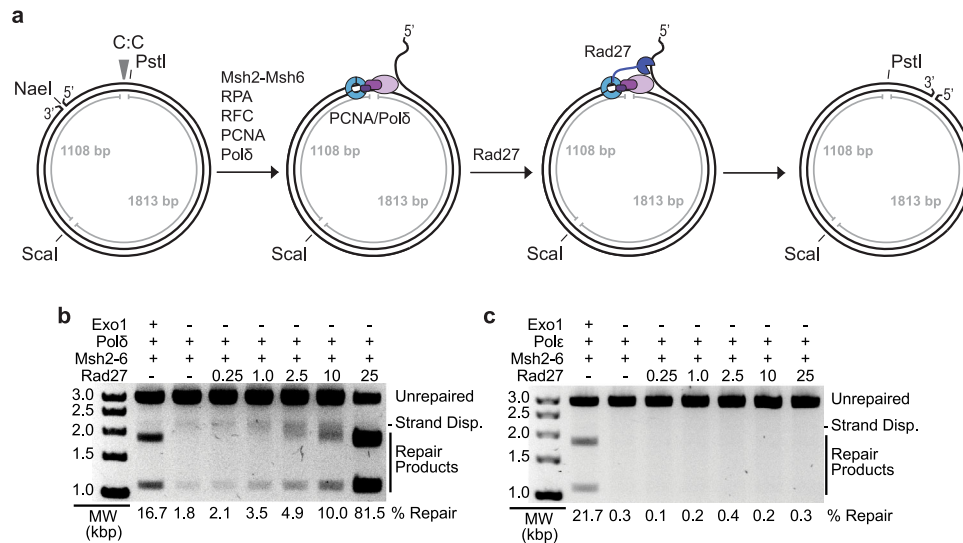 a
C:C
PstI
NaeI
5'
3'
1108 bp
1813 bp
ScaI
Msh2-Msh6
RPA
RFC
PCNA
Polδ
5'
PCNA/Polδ
1108 bp
1813 bp
ScaI
Rad27
5'
Rad27
1108 bp
1813 bp
ScaI
PstI
3'
5'
1108 bp
1813 bp
ScaI
b
Exo1 + - - - - - -
Polδ + + + + + + +
Msh2-6 + + + + + + +
Rad27 - - 0.25 1.0 2.5 10 25
3.0
2.5
2.0
1.5
1.0
Unrepaired
Strand Disp.
Repair
Products
MW
(kbp)
16.7 1.8 2.1 3.5 4.9 10.0 81.5 % Repair
c
Exo1 + - - - - - -
Polε + + + + + + +
Msh2-6 + + + + + + +
Rad27 - - 0.25 1.0 2.5 10 25
3.0
2.5
2.0
1.5
1.0
Unrepaired
Strand Disp.
Repair
Products
MW
(kbp)
21.7 0.3 0.1 0.2 0.4 0.2 0.3 % Repair